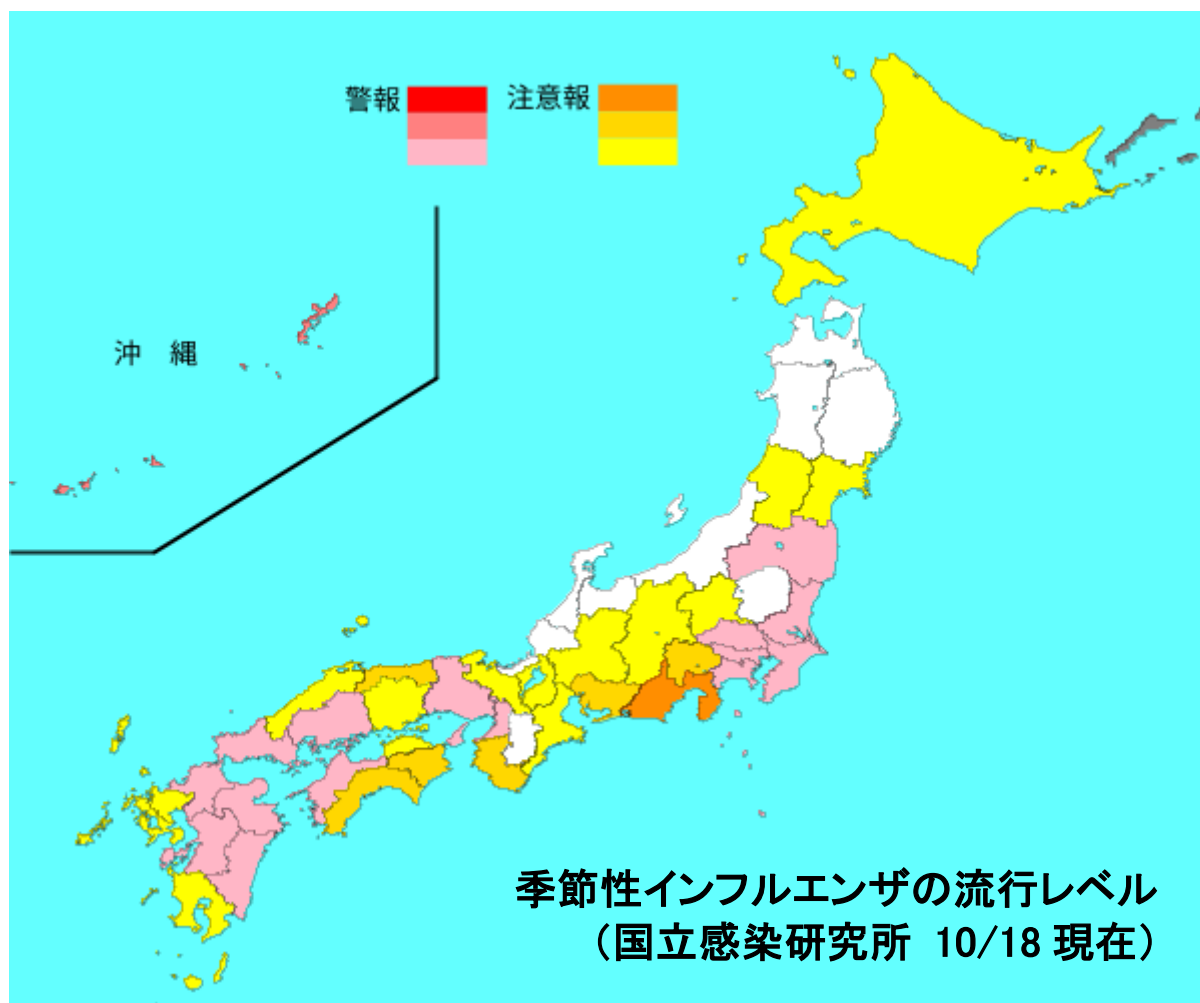 警報
注意報
沖 縄
季節性インフルエンザの流行レベル
（国立感染研究所 10/18 現在）